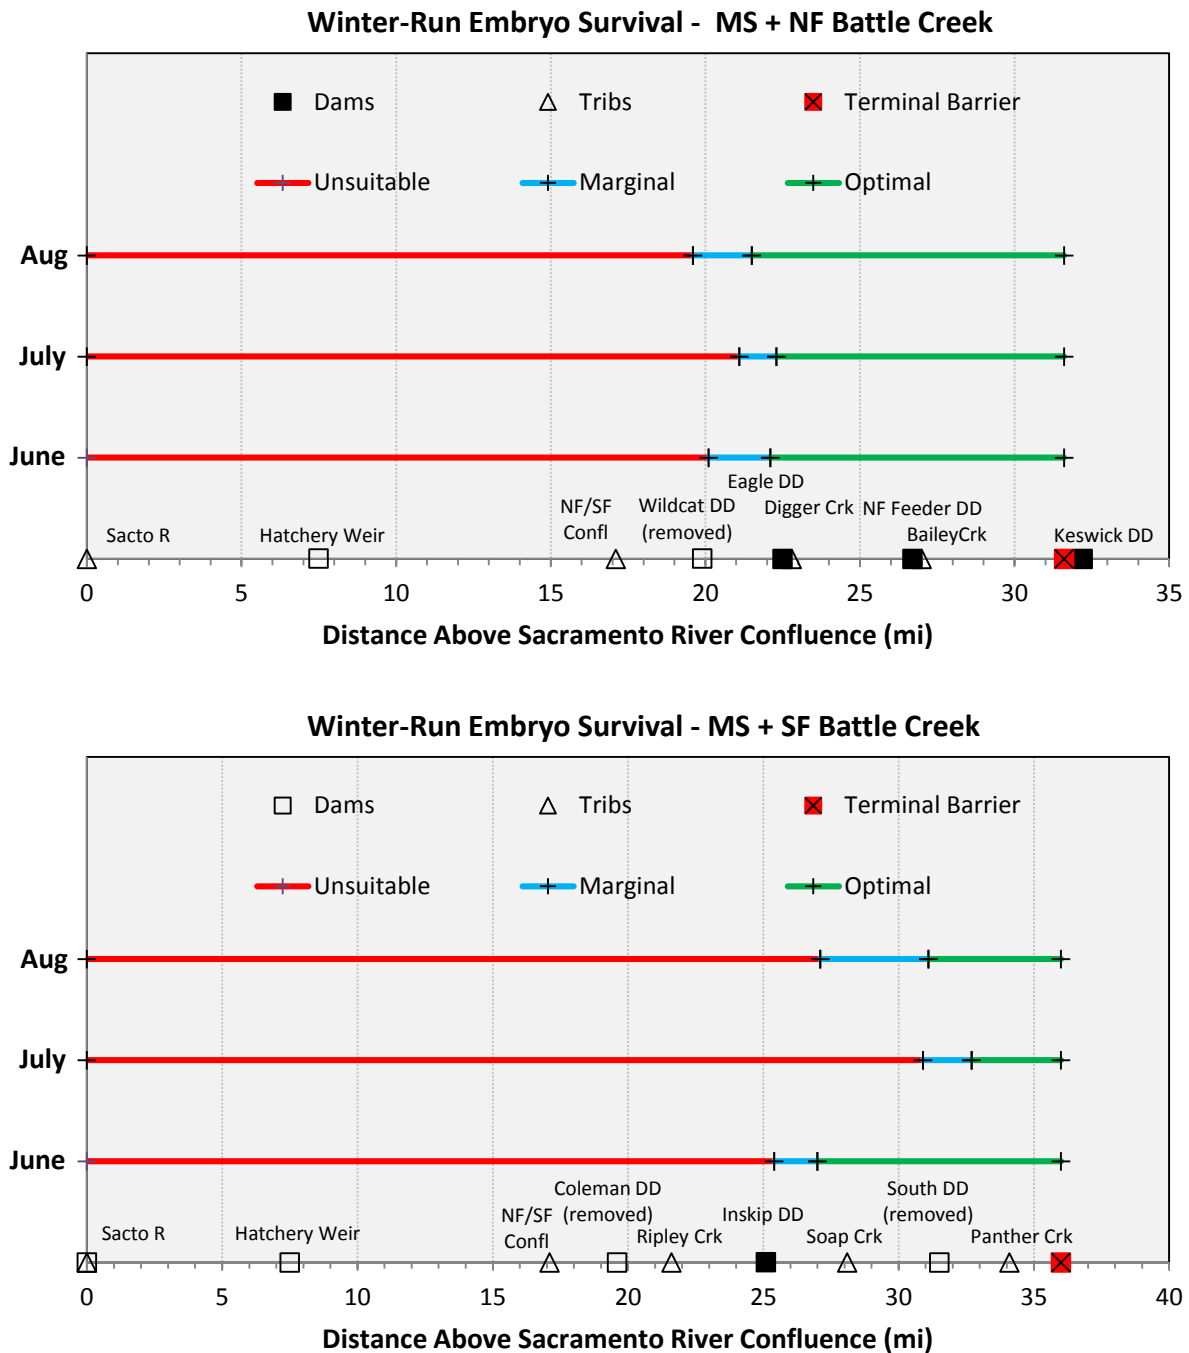 Winter-Run Embryo Survival -  MS + NF Battle Creek
Dams
Tribs
Terminal Barrier
Unsuitable
Marginal
Optimal
Aug
July
June
Eagle DD
NF/SF
Confl
Wildcat DD
(removed)
Digger Crk
NF Feeder DD
Sacto R
Hatchery Weir
BaileyCrk
Keswick DD
0
5
10
15
20
25
30
35
Distance Above Sacramento River Confluence (mi)
Winter-Run Embryo Survival - MS + SF Battle Creek
Dams
Tribs
Terminal Barrier
Unsuitable
Marginal
Optimal
Aug
July
June
Coleman DD
(removed)
South DD
(removed)
Sacto R
Hatchery Weir
NF/SF
Confl
Ripley Crk
Inskip DD
Soap Crk
Panther Crk
0
5
10
15
20
25
30
35
40
Distance Above Sacramento River Confluence (mi)